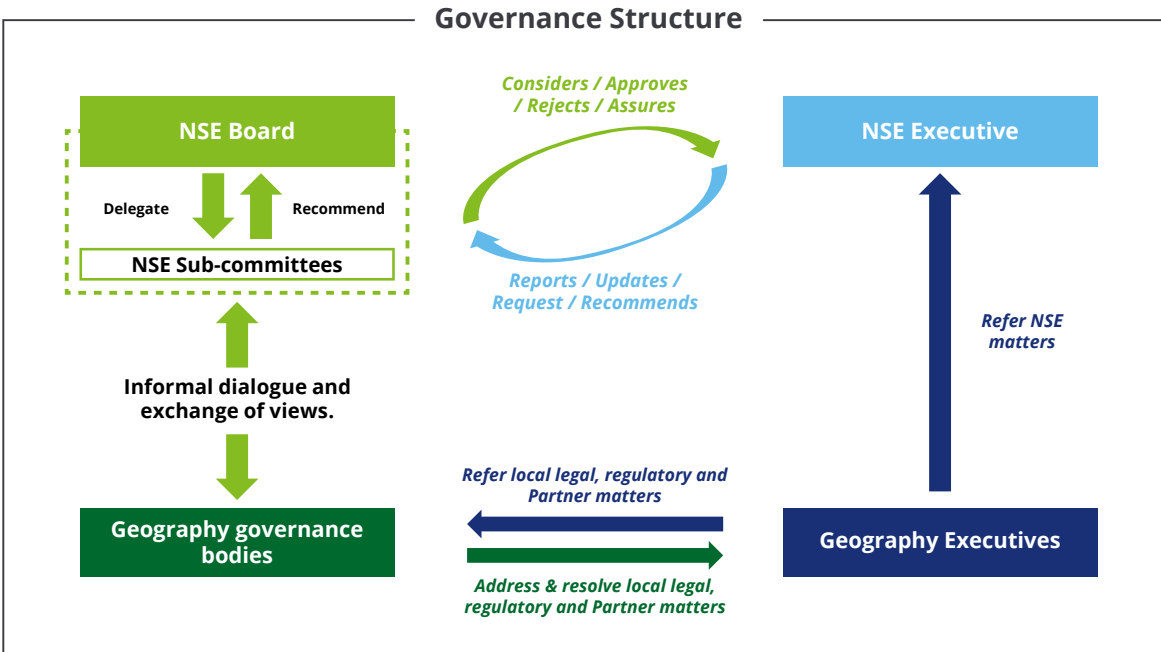 Governance Structure
Considers / Approves
/ Rejects / Assures
NSE Board
NSE Executive
Delegate
Recommend
NSE Sub-committees
Reports / Updates /
Request / Recommends
Refer NSE
matters
Informal dialogue and
exchange of views.
Refer local legal, regulatory and
Partner matters
Geography governance
bodies
Geography Executives
Address & resolve local legal,
regulatory and Partner matters